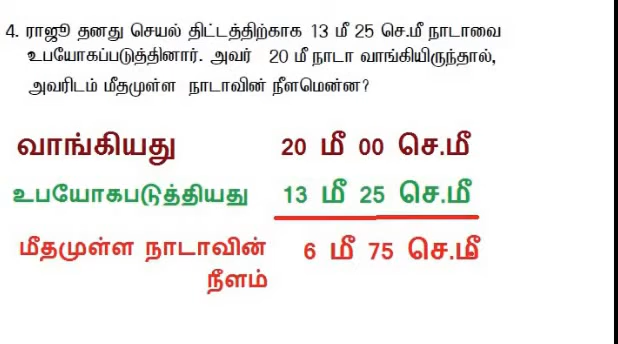 4. ராஜூ தனது செயல் திட்டத்திற்காக 13 மீ 25 செ.மீ நாடாவை
உபயோகப்படுத்தினார். அவர் 20 மீ நாடா வாங்கியிருந்தால்,
அவரிடம் மீதமுள்ள நாடாவின் நீளமென்ன?
வாங்கியது 20 மீ 00 செ.மீ
உபயோகபடுத்தியது 13 மீ 25 செ.மீ
மீதமுள்ள நாடாவின் 6 மீ 75 செ.மீ
நீளம்